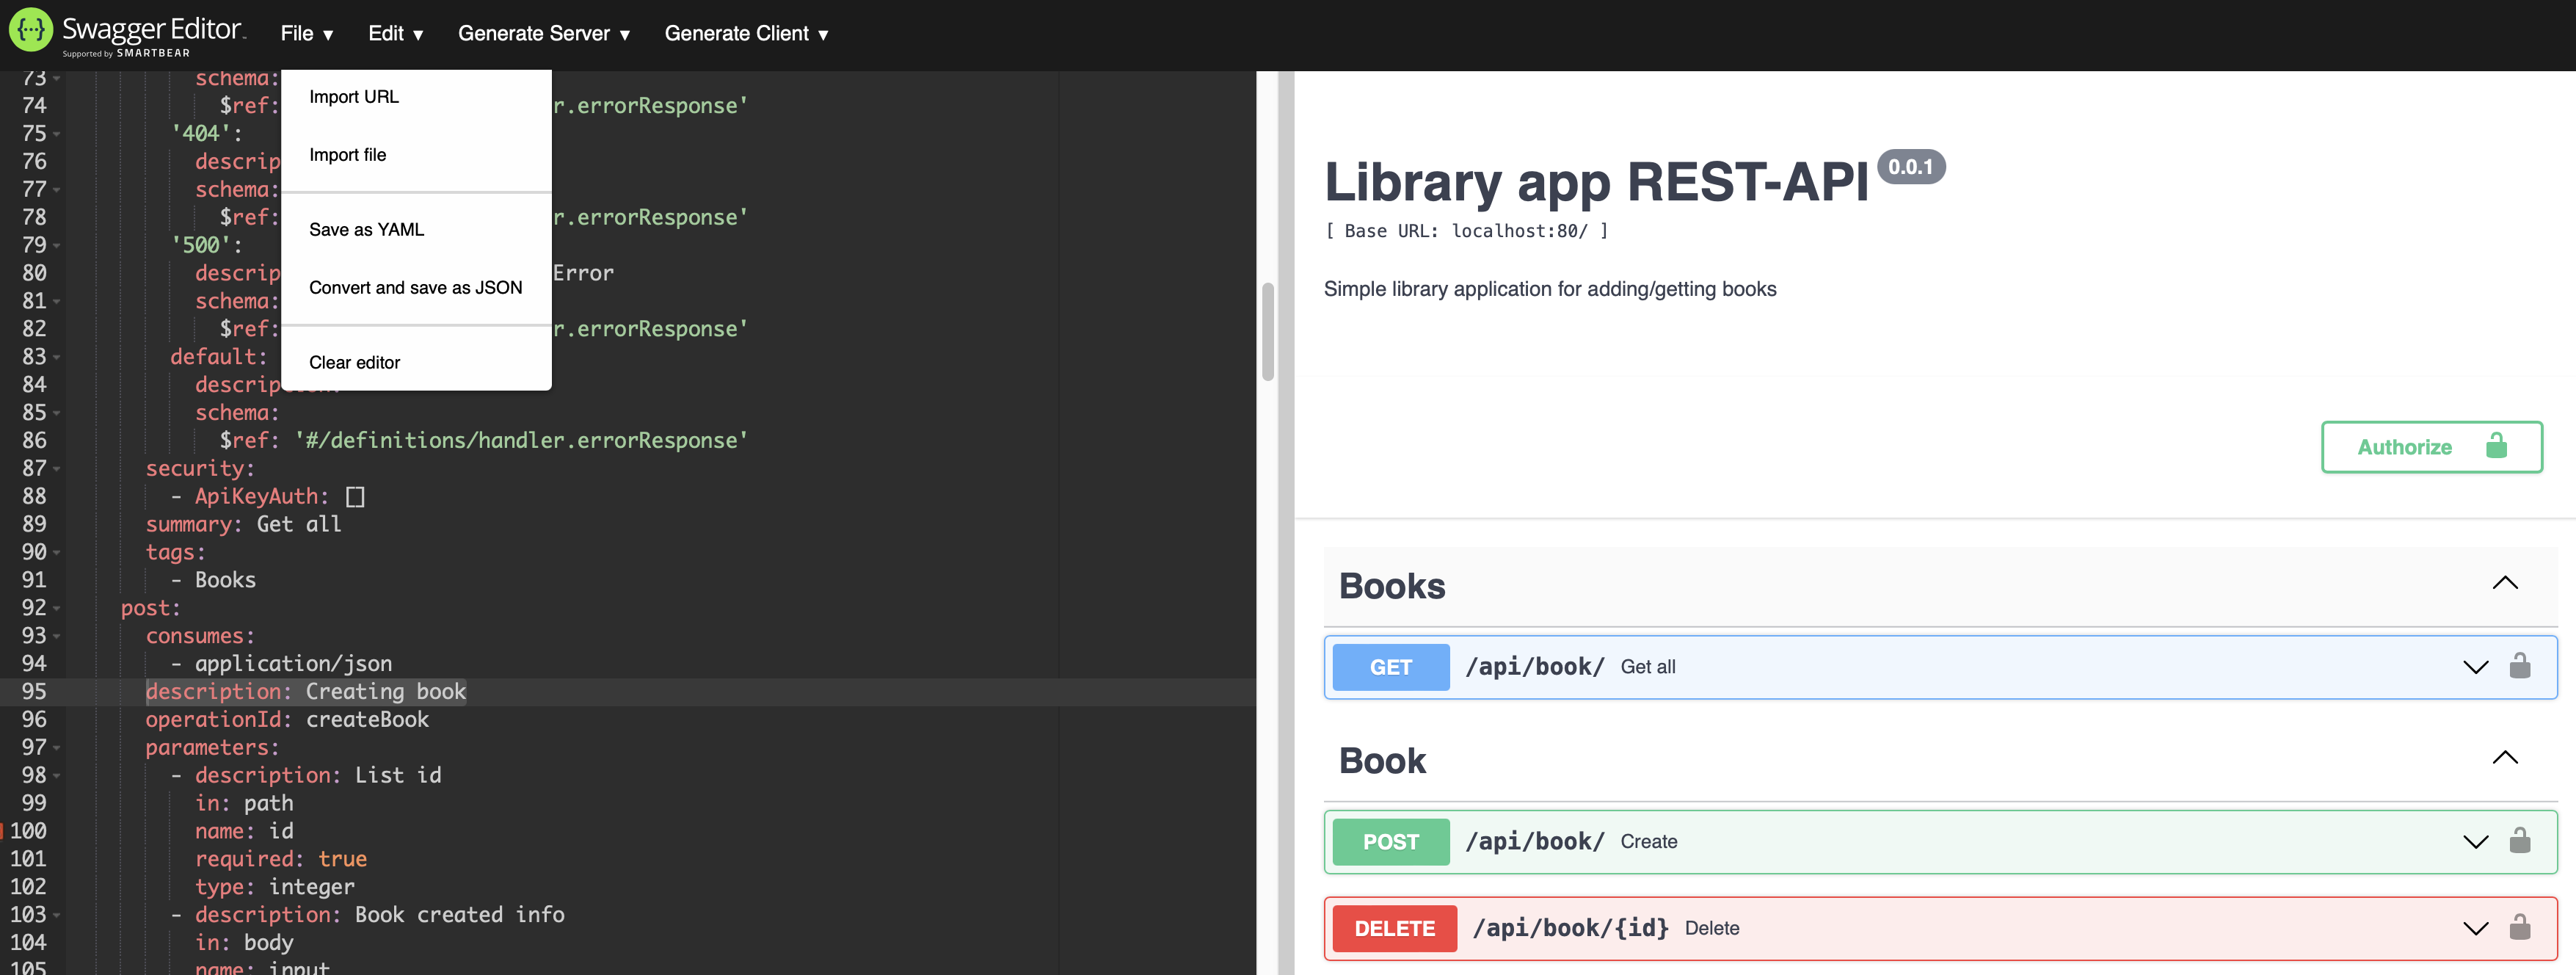 Swagger Editor
Supported by SMARTBEAR
File ▼
Edit ▼
Generate Server ▼
Generate Client ▼
Import URL
Import file
Save as YAML
Convert and save as JSON
Clear editor
73 schema:
74 $ref: r.errorResponse'
75 '404':
76 descrip
77 schema:
78 $ref: r.errorResponse'
79 '500':
80 descrip Error
81 schema:
82 $ref: r.errorResponse'
83 default:
84 description:
85 schema:
86 $ref: '#/definitions/handler.errorResponse'
87 security:
88 - ApiKeyAuth: []
89 summary: Get all
90 tags:
91 - Books
92 post:
93 consumes:
94 - application/json
95 description: Creating book
96 operationId: createBook
97 parameters:
98 - description: List id
99 in: path
100 name: id
101 required: true
102 type: integer
103 - description: Book created info
104 in: body
105 name: input
Library app REST-API 0.0.1
[ Base URL: localhost:80/ ]
Simple library application for adding/getting books
Authorize
Books
GET /api/book/ Get all
Book
POST /api/book/ Create
DELETE /api/book/{id} Delete